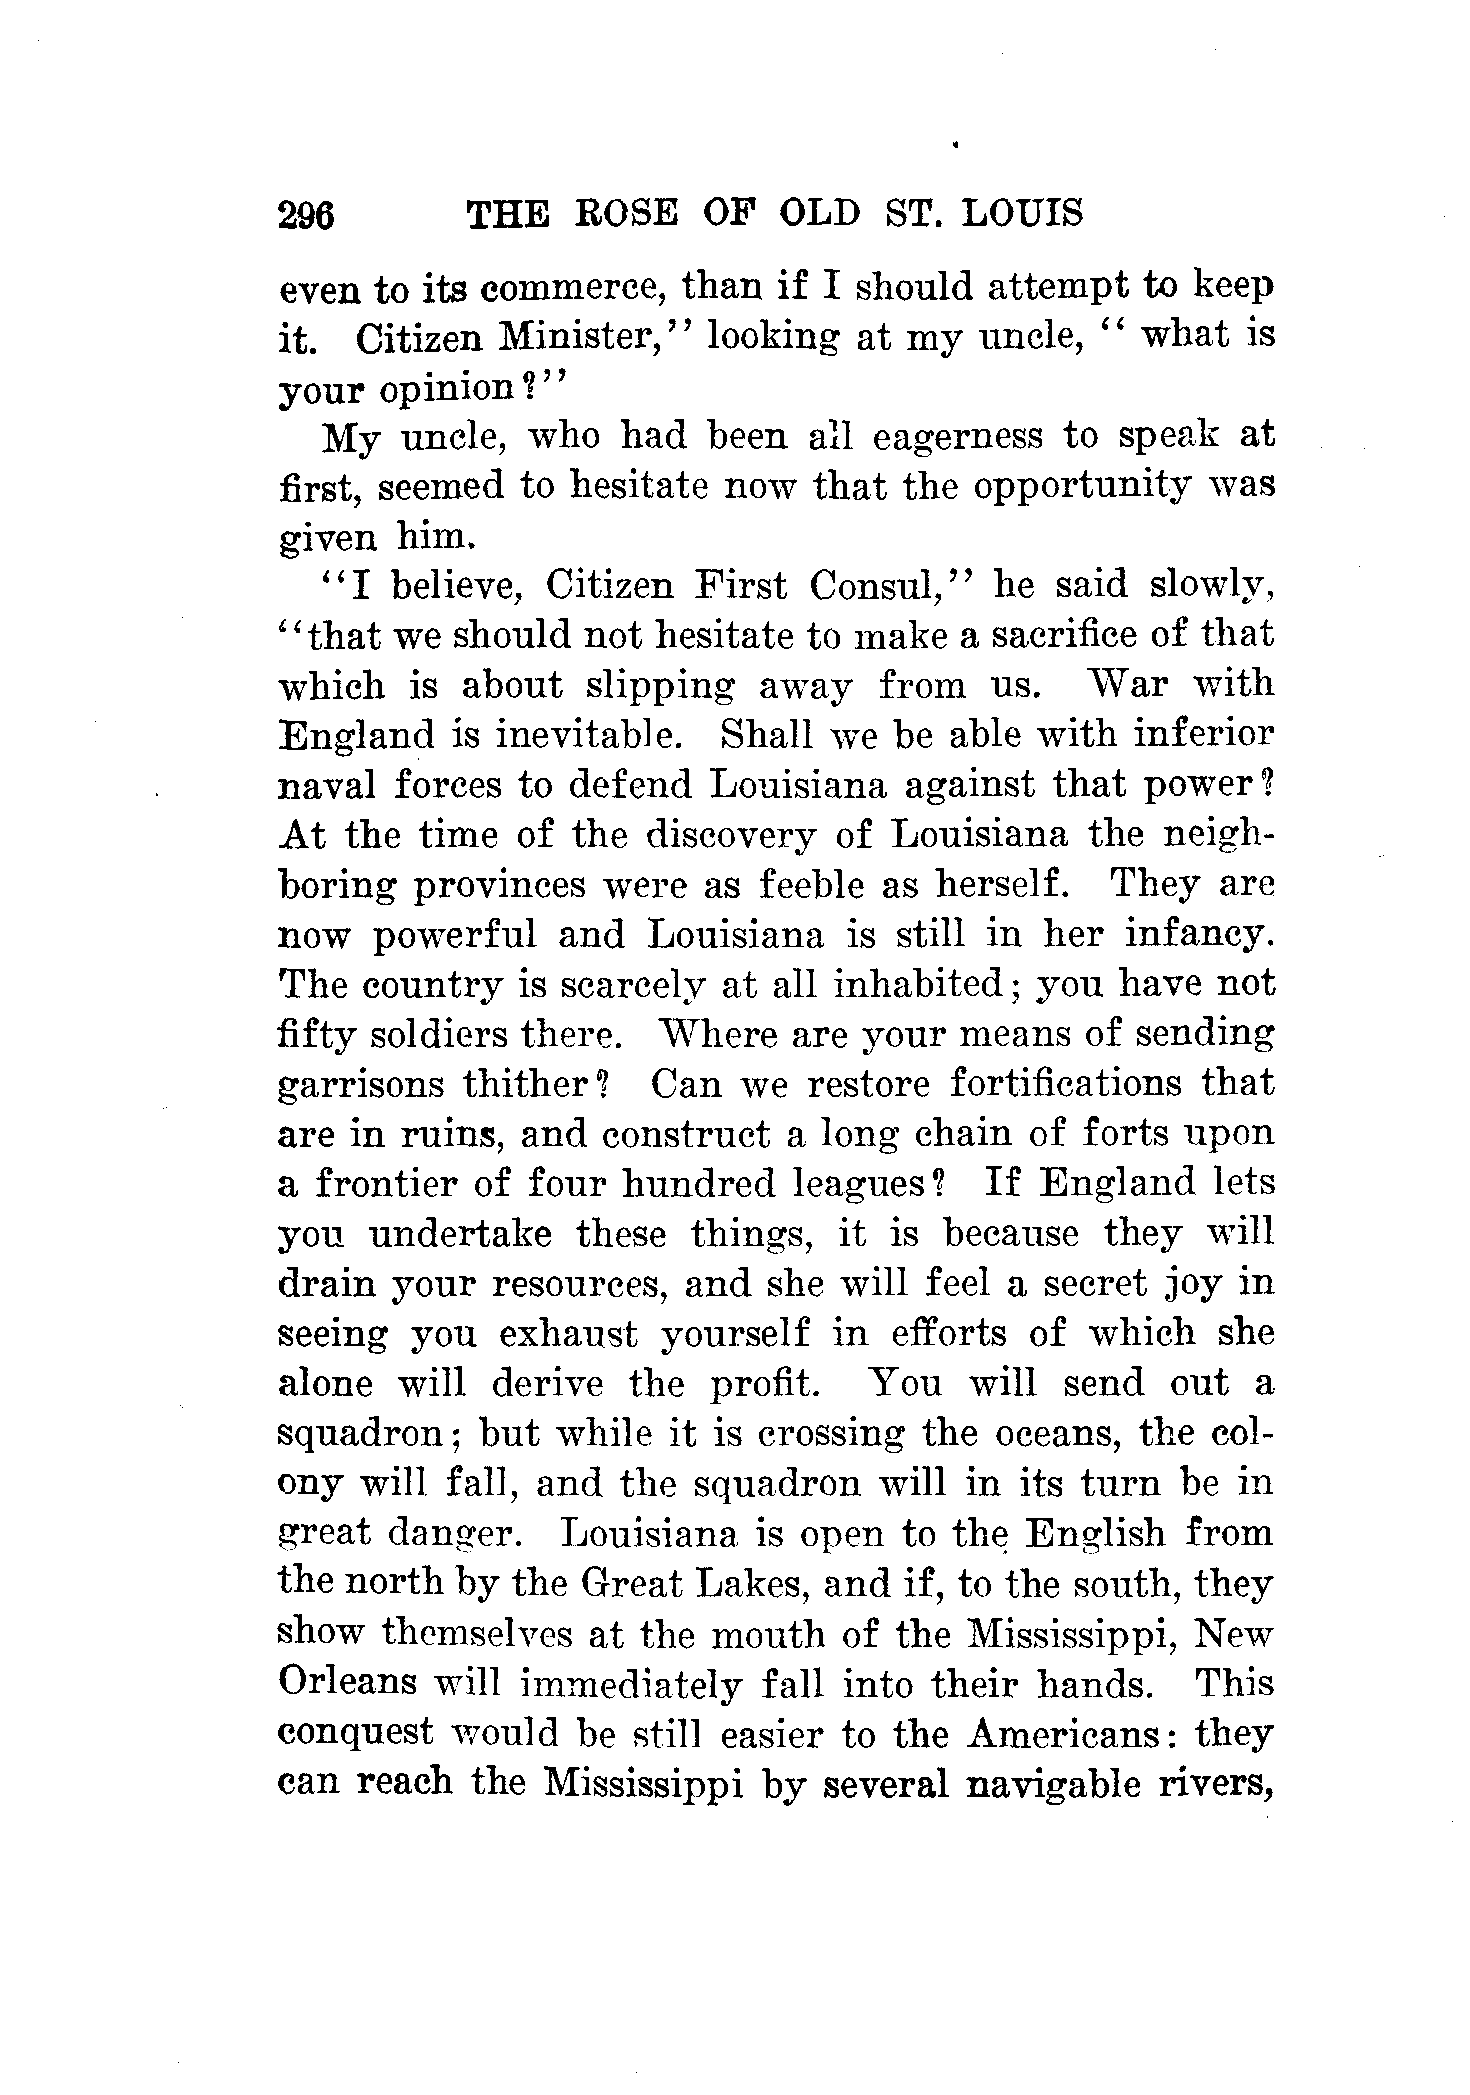 296 THE ROSE OF OLD ST. LOUIS
even to its commerce, than if I should attempt to keep
it. Citizen Minister,'' looking at my uncle, '' what is
your opinion?''
My uncle, who had been all eagerness to speak at
first, seemed to hesitate now that the opportunity was
given him.
''I believe, Citizen First Consul,'' he said slowly,
''that we should not hesitate to make a sacrifice of that
which is about slipping away from us. War with
England is inevitable. Shall we be able with inferior
naval forces to defend Louisiana against that power?
At the time of the discovery of Louisiana the neigh-
boring provinces were as feeble as herself. They are
now powerful and Louisiana is still in her infancy.
The country is scarcely at all inhabited; you have not
fifty soldiers there. Where are your means of sending
garrisons thither? Can we restore fortifications that
are in ruins, and construct a long chain of forts upon
a frontier of four hundred leagues? If England lets
you undertake these things, it is because they will
drain your resources, and she will feel a secret joy in
seeing you exhaust yourself in efforts of which she
alone will derive the profit. You will send out a
squadron; but while it is crossing the oceans, the col-
ony will fall, and the squadron will in its turn be in
great danger. Louisiana is open to the English from
the north by the Great Lakes, and if, to the south, they
show themselves at the mouth of the Mississippi, New
Orleans will immediately fall into their hands. This
conquest would be still easier to the Americans: they
can reach the Mississippi by several navigable rivers,